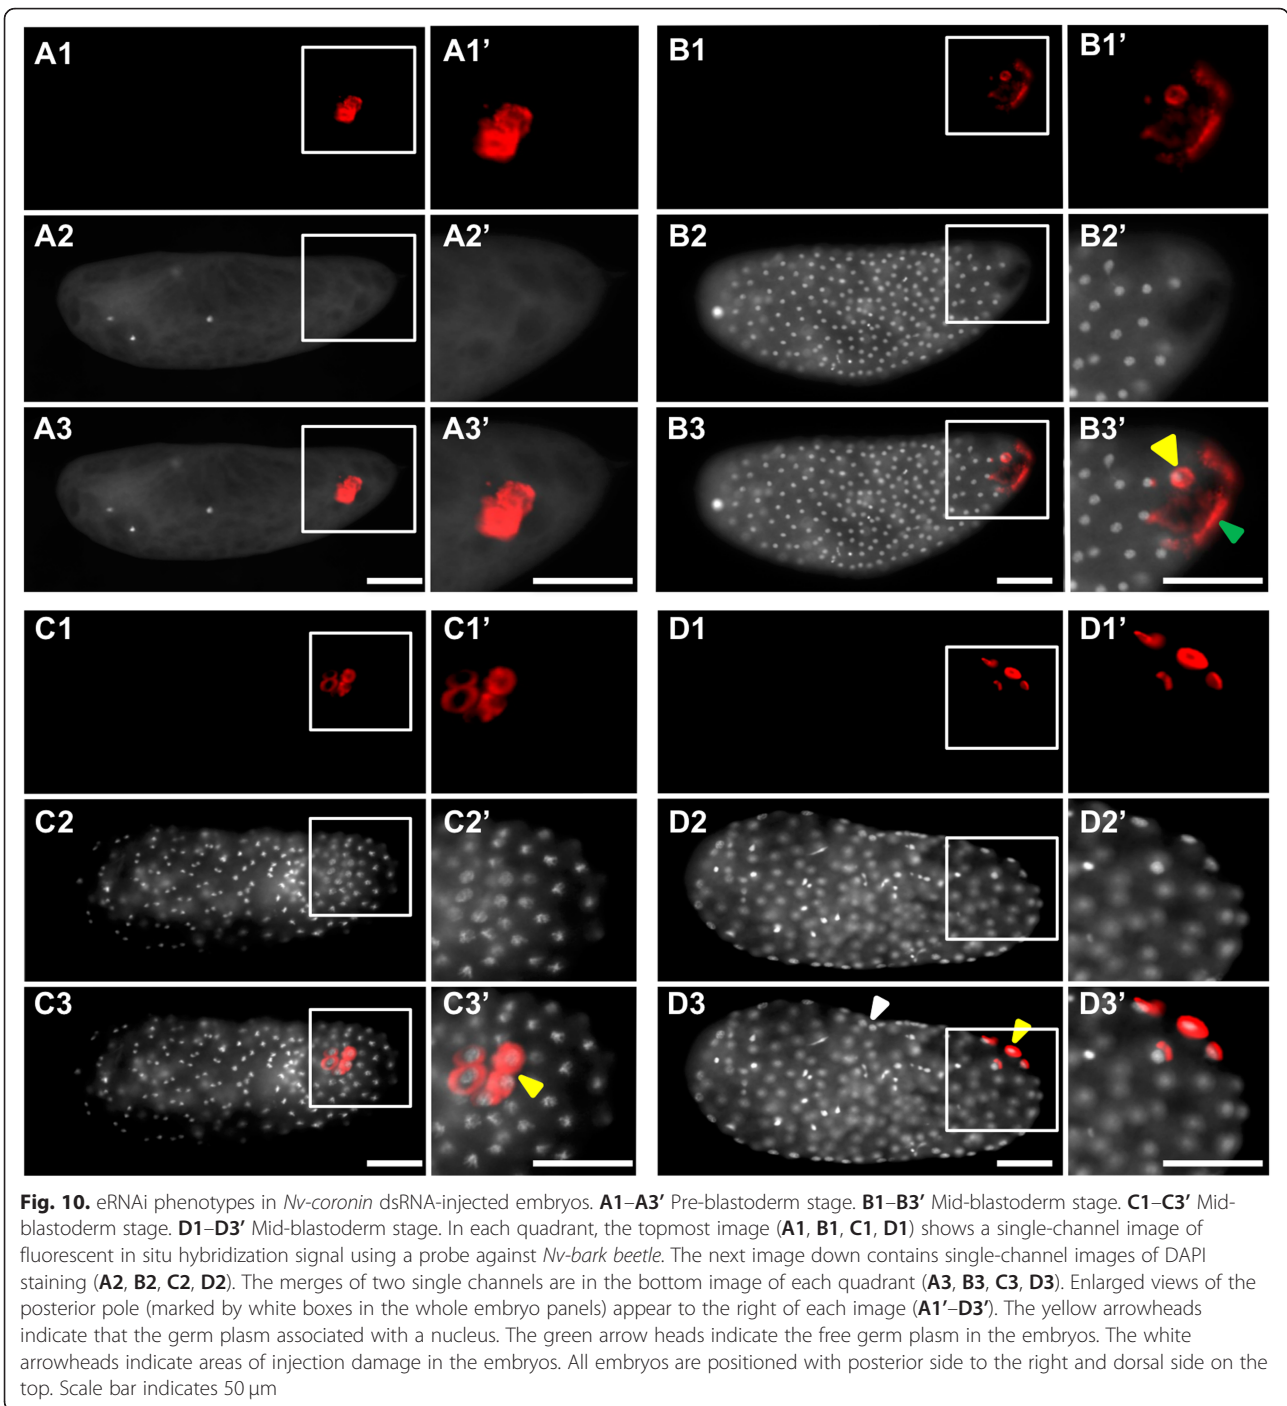 A1
A1’
B1
B1’
A2
A2’
B2
B2’
A3
A3’
B3
B3’
C1
C1’
D1
D1’
C2
C2’
D2
D2’
C3
C3’
D3
D3’
Fig. 10. eRNAi phenotypes in Nv-coronin dsRNA-injected embryos. A1–A3′ Pre-blastoderm stage. B1–B3′ Mid-blastoderm stage. C1–C3′ Mid-
blastoderm stage. D1–D3′ Mid-blastoderm stage. In each quadrant, the topmost image (A1, B1, C1, D1) shows a single-channel image of
fluorescent in situ hybridization signal using a probe against Nv-bark beetle. The next image down contains single-channel images of DAPI
staining (A2, B2, C2, D2). The merges of two single channels are in the bottom image of each quadrant (A3, B3, C3, D3). Enlarged views of the
posterior pole (marked by white boxes in the whole embryo panels) appear to the right of each image (A1′–D3′). The yellow arrowheads
indicate that the germ plasm associated with a nucleus. The green arrow heads indicate the free germ plasm in the embryos. The white
arrowheads indicate areas of injection damage in the embryos. All embryos are positioned with posterior side to the right and dorsal side on the
top. Scale bar indicates 50 μm